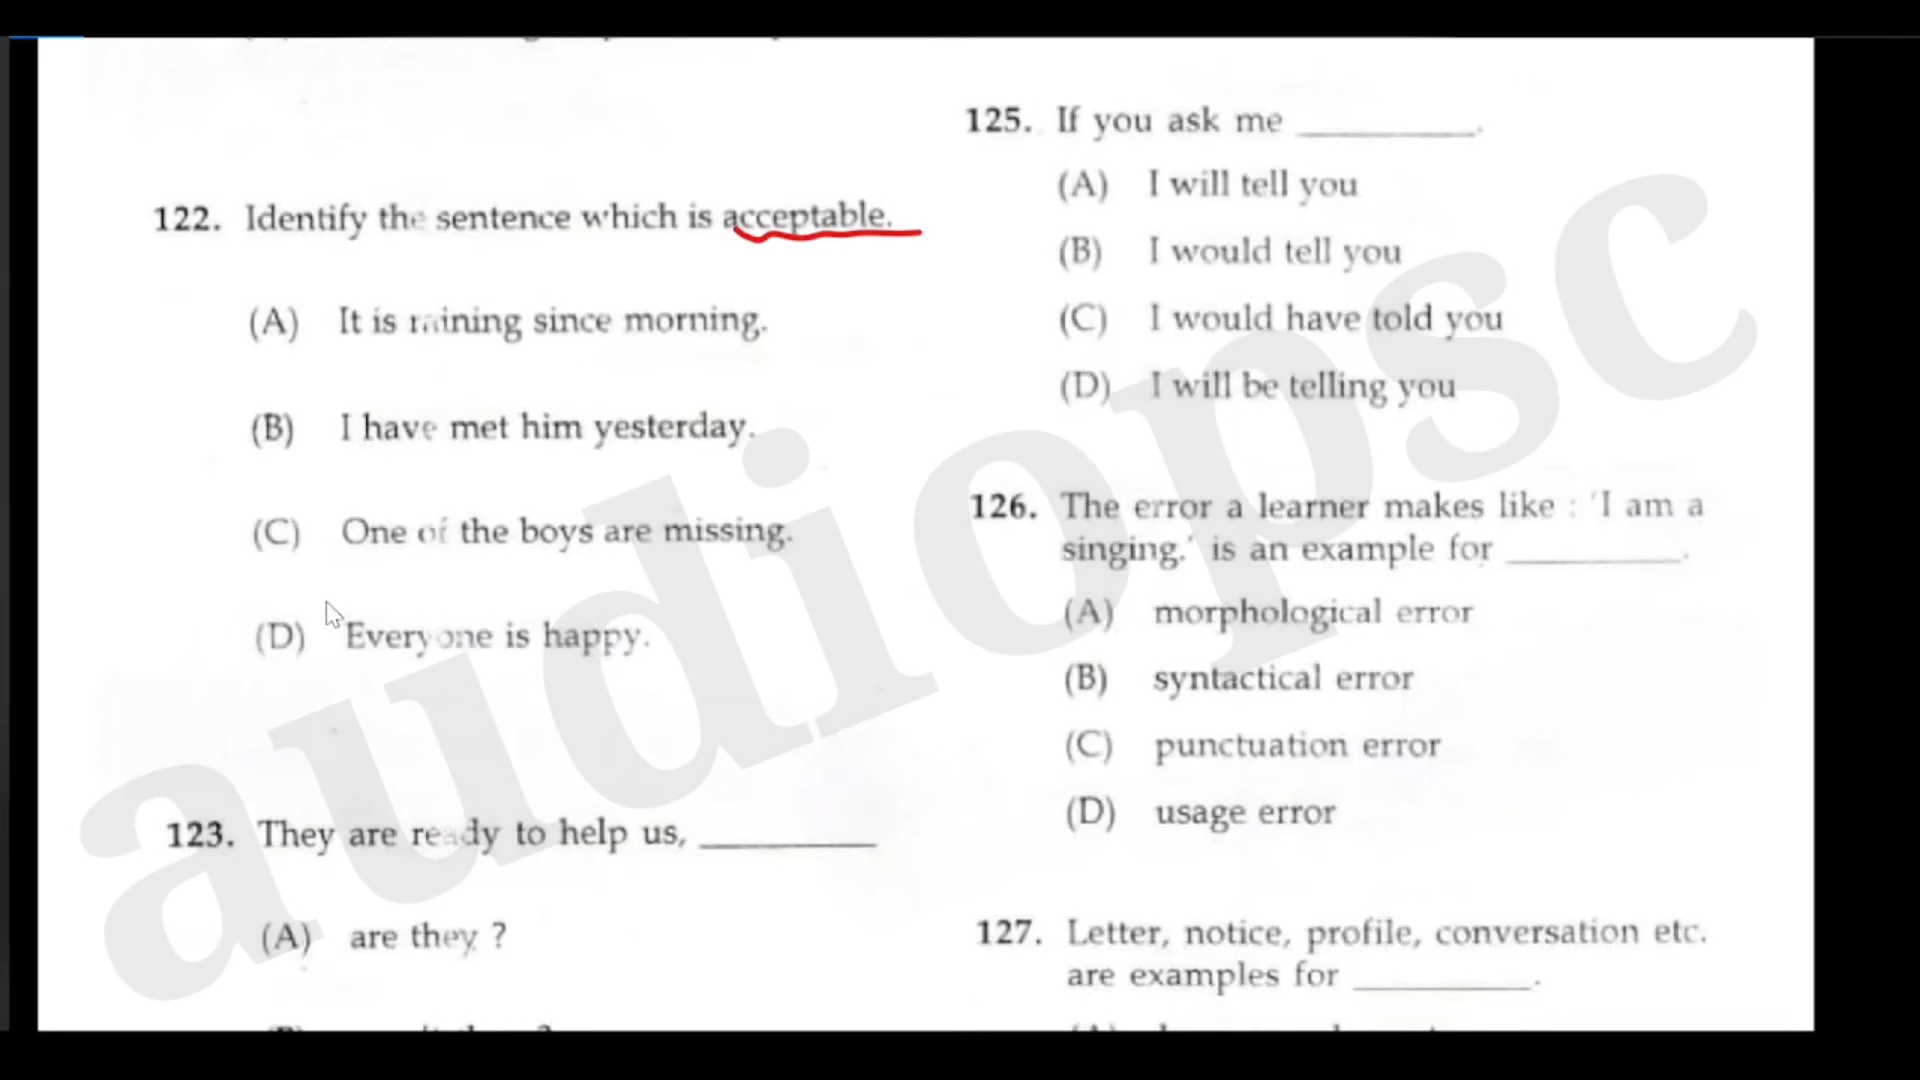 122. Identify the sentence which is acceptable.
(A) It is raining since morning.
(B) I have met him yesterday.
(C) One of the boys are missing.
(D) Everyone is happy.
123. They are ready to help us, ________
(A) are they ?
125. If you ask me ________.
(A) I will tell you
(B) I would tell you
(C) I would have told you
(D) I will be telling you
126. The error a learner makes like : 'I am a
singing.' is an example for ________.
(A) morphological error
(B) syntactical error
(C) punctuation error
(D) usage error
127. Letter, notice, profile, conversation etc.
are examples for ________.
audiopsc